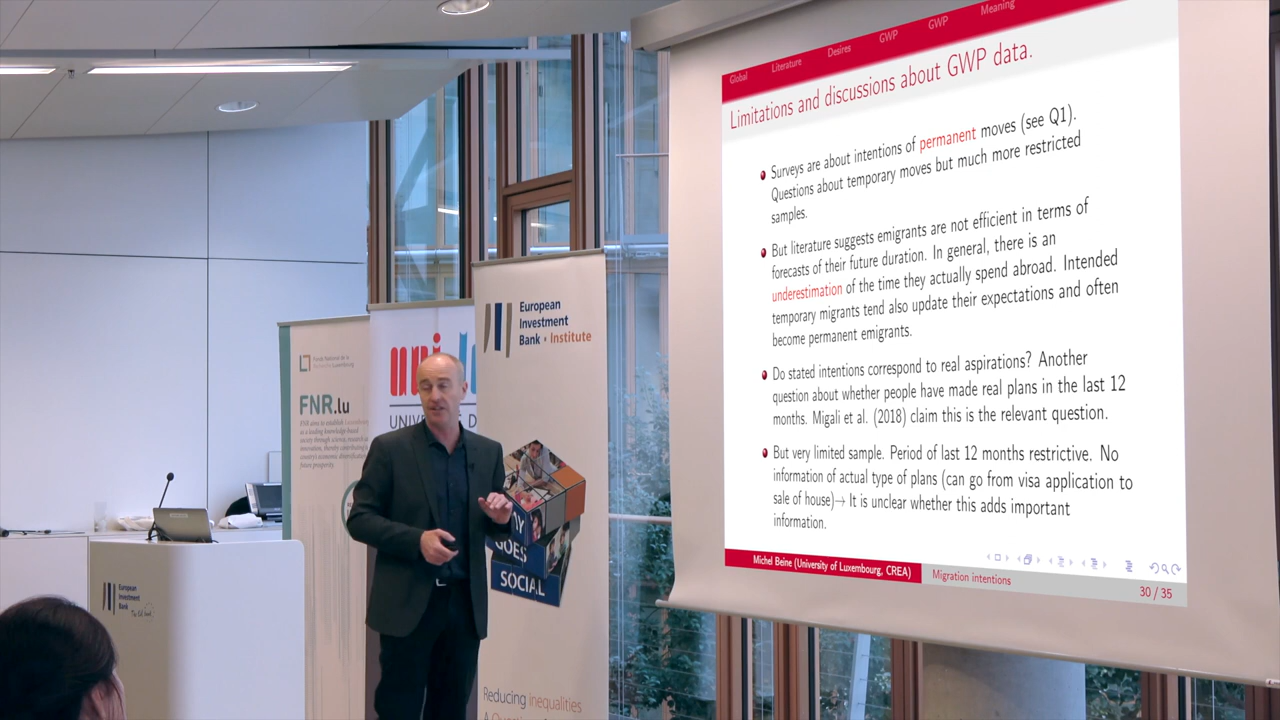 Global Literature Desires GWP GWP Meaning
Limitations and discussions about GWP data.
Surveys are about intentions of permanent moves (see Q1).
Questions about temporary moves but much more restricted
samples.
But literature suggests emigrants are not efficient in terms of
forecasts of their future duration. In general, there is an
underestimation of the time they actually spend abroad. Intended
temporary migrants tend also update their expectations and often
become permanent emigrants.
Do stated intentions correspond to real aspirations? Another
question about whether people have made real plans in the last 12
months. Migali et al. (2018) claim this is the relevant question.
But very limited sample. Period of last 12 months restrictive. No
information of actual type of plans (can go from visa application to
sale of house)→ It is unclear whether this adds important
information.
Michel Beine (University of Luxembourg, CREA)
Migration intentions
30 / 35
European
Investment
Bank • Institute
GOES
SOCIAL
Reducing inequalities
FNR.lu
uni
European
Investment
Bank